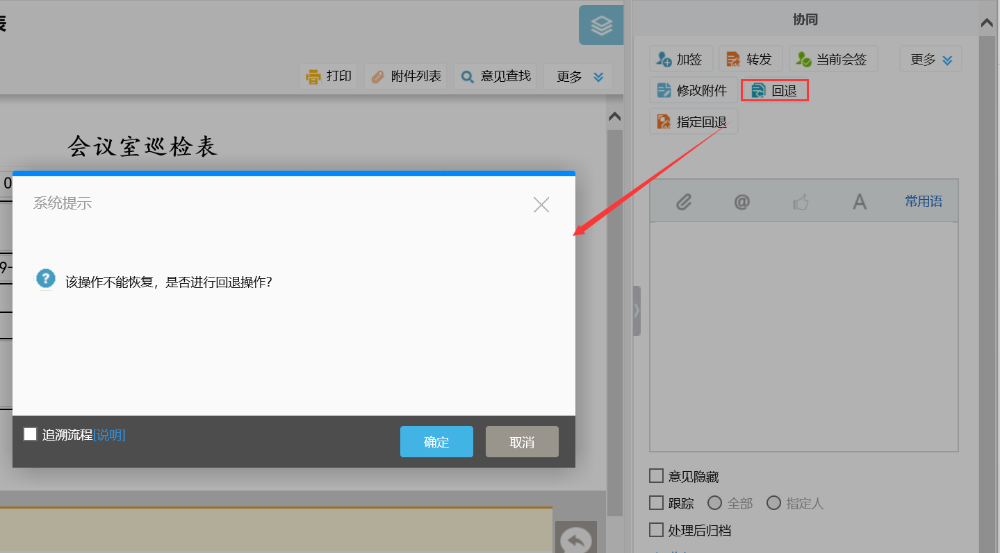 表
协同
加签 转发 当前会签 更多
打印 附件列表 意见查找 更多
修改附件 回退
指定回退
会议室巡检表
0
系统提示
@ A 常用语
9-
该操作不能恢复，是否进行回退操作?
追溯流程[说明]
确定 取消
意见隐藏
跟踪 全部 指定人
处理后归档